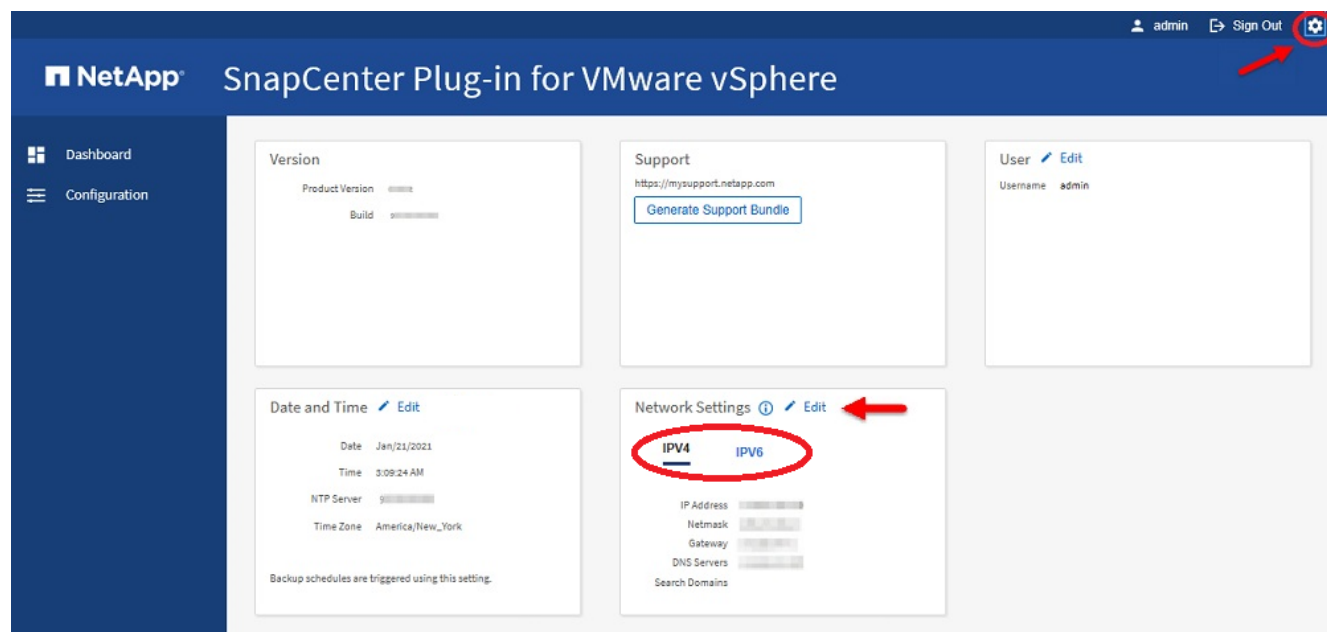 admin Sign Out
NetApp SnapCenter Plug-in for VMware vSphere
Dashboard
Configuration
Version
Product Version
Build
Support
https://mysupport.netapp.com
Generate Support Bundle
User Edit
Username admin
Date and Time Edit
Date Jan/21/2021
Time 3:09:24 AM
NTP Server
Time Zone America/New_York
Backup schedules are triggered using this setting.
Network Settings Edit
IPV4 IPV6
IP Address
Netmask
Gateway
DNS Servers
Search Domains